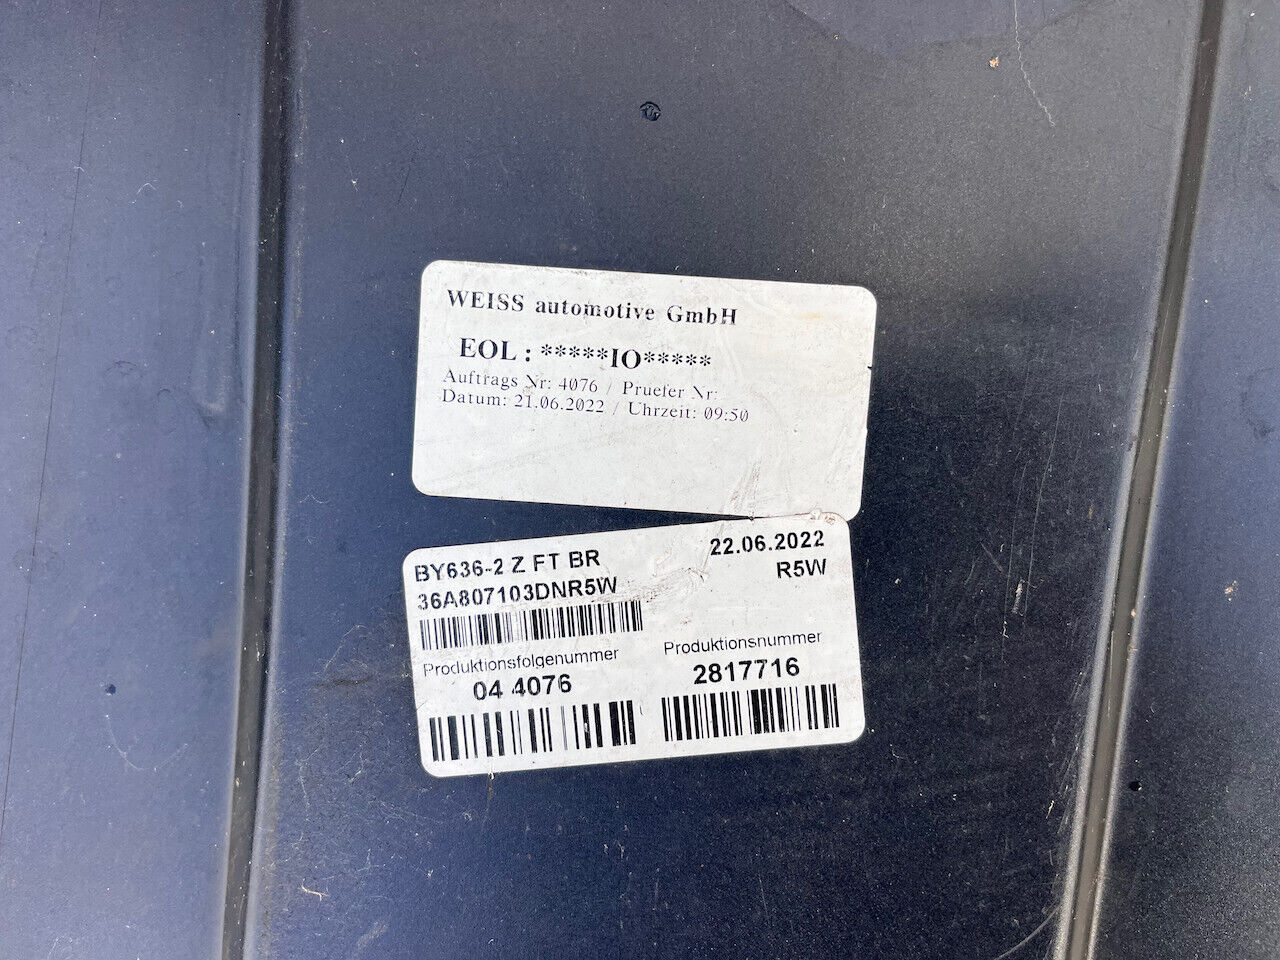 WEISS automotive GmbH
EOL : *****IO*****
Auftrags Nr: 4076 / Pruefer Nr:
Datum: 21.06.2022 / Uhrzeit: 09:50
BY636-2 Z FT BR 22.06.2022
36A807103DNR5W R5W
Produktionsfolgenummer Produktionsnummer
04 4076 2817716